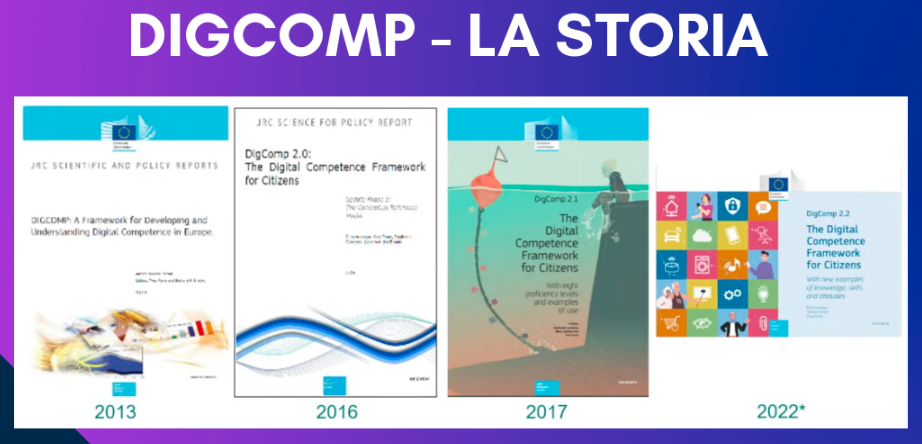 DIGCOMP - LA STORIA
JRC SCIENTIFIC AND POLICY REPORTS
DIGCOMP: A Framework for Developing and
Understanding Digital Competence in Europe.
2013
JRC SCIENCE FOR POLICY REPORT
DigComp 2.0:
The Digital Competence Framework
for Citizens
Update Phase 1:
The Conceptual Reference
Model
2016
DigComp 2.1
The
Digital
Competence
Framework
for Citizens
With eight
proficiency levels
and examples
of use
2017
DigComp 2.2
The Digital
Competence
Framework
for Citizens
With new examples
of knowledge, skills
and attitudes
2022*